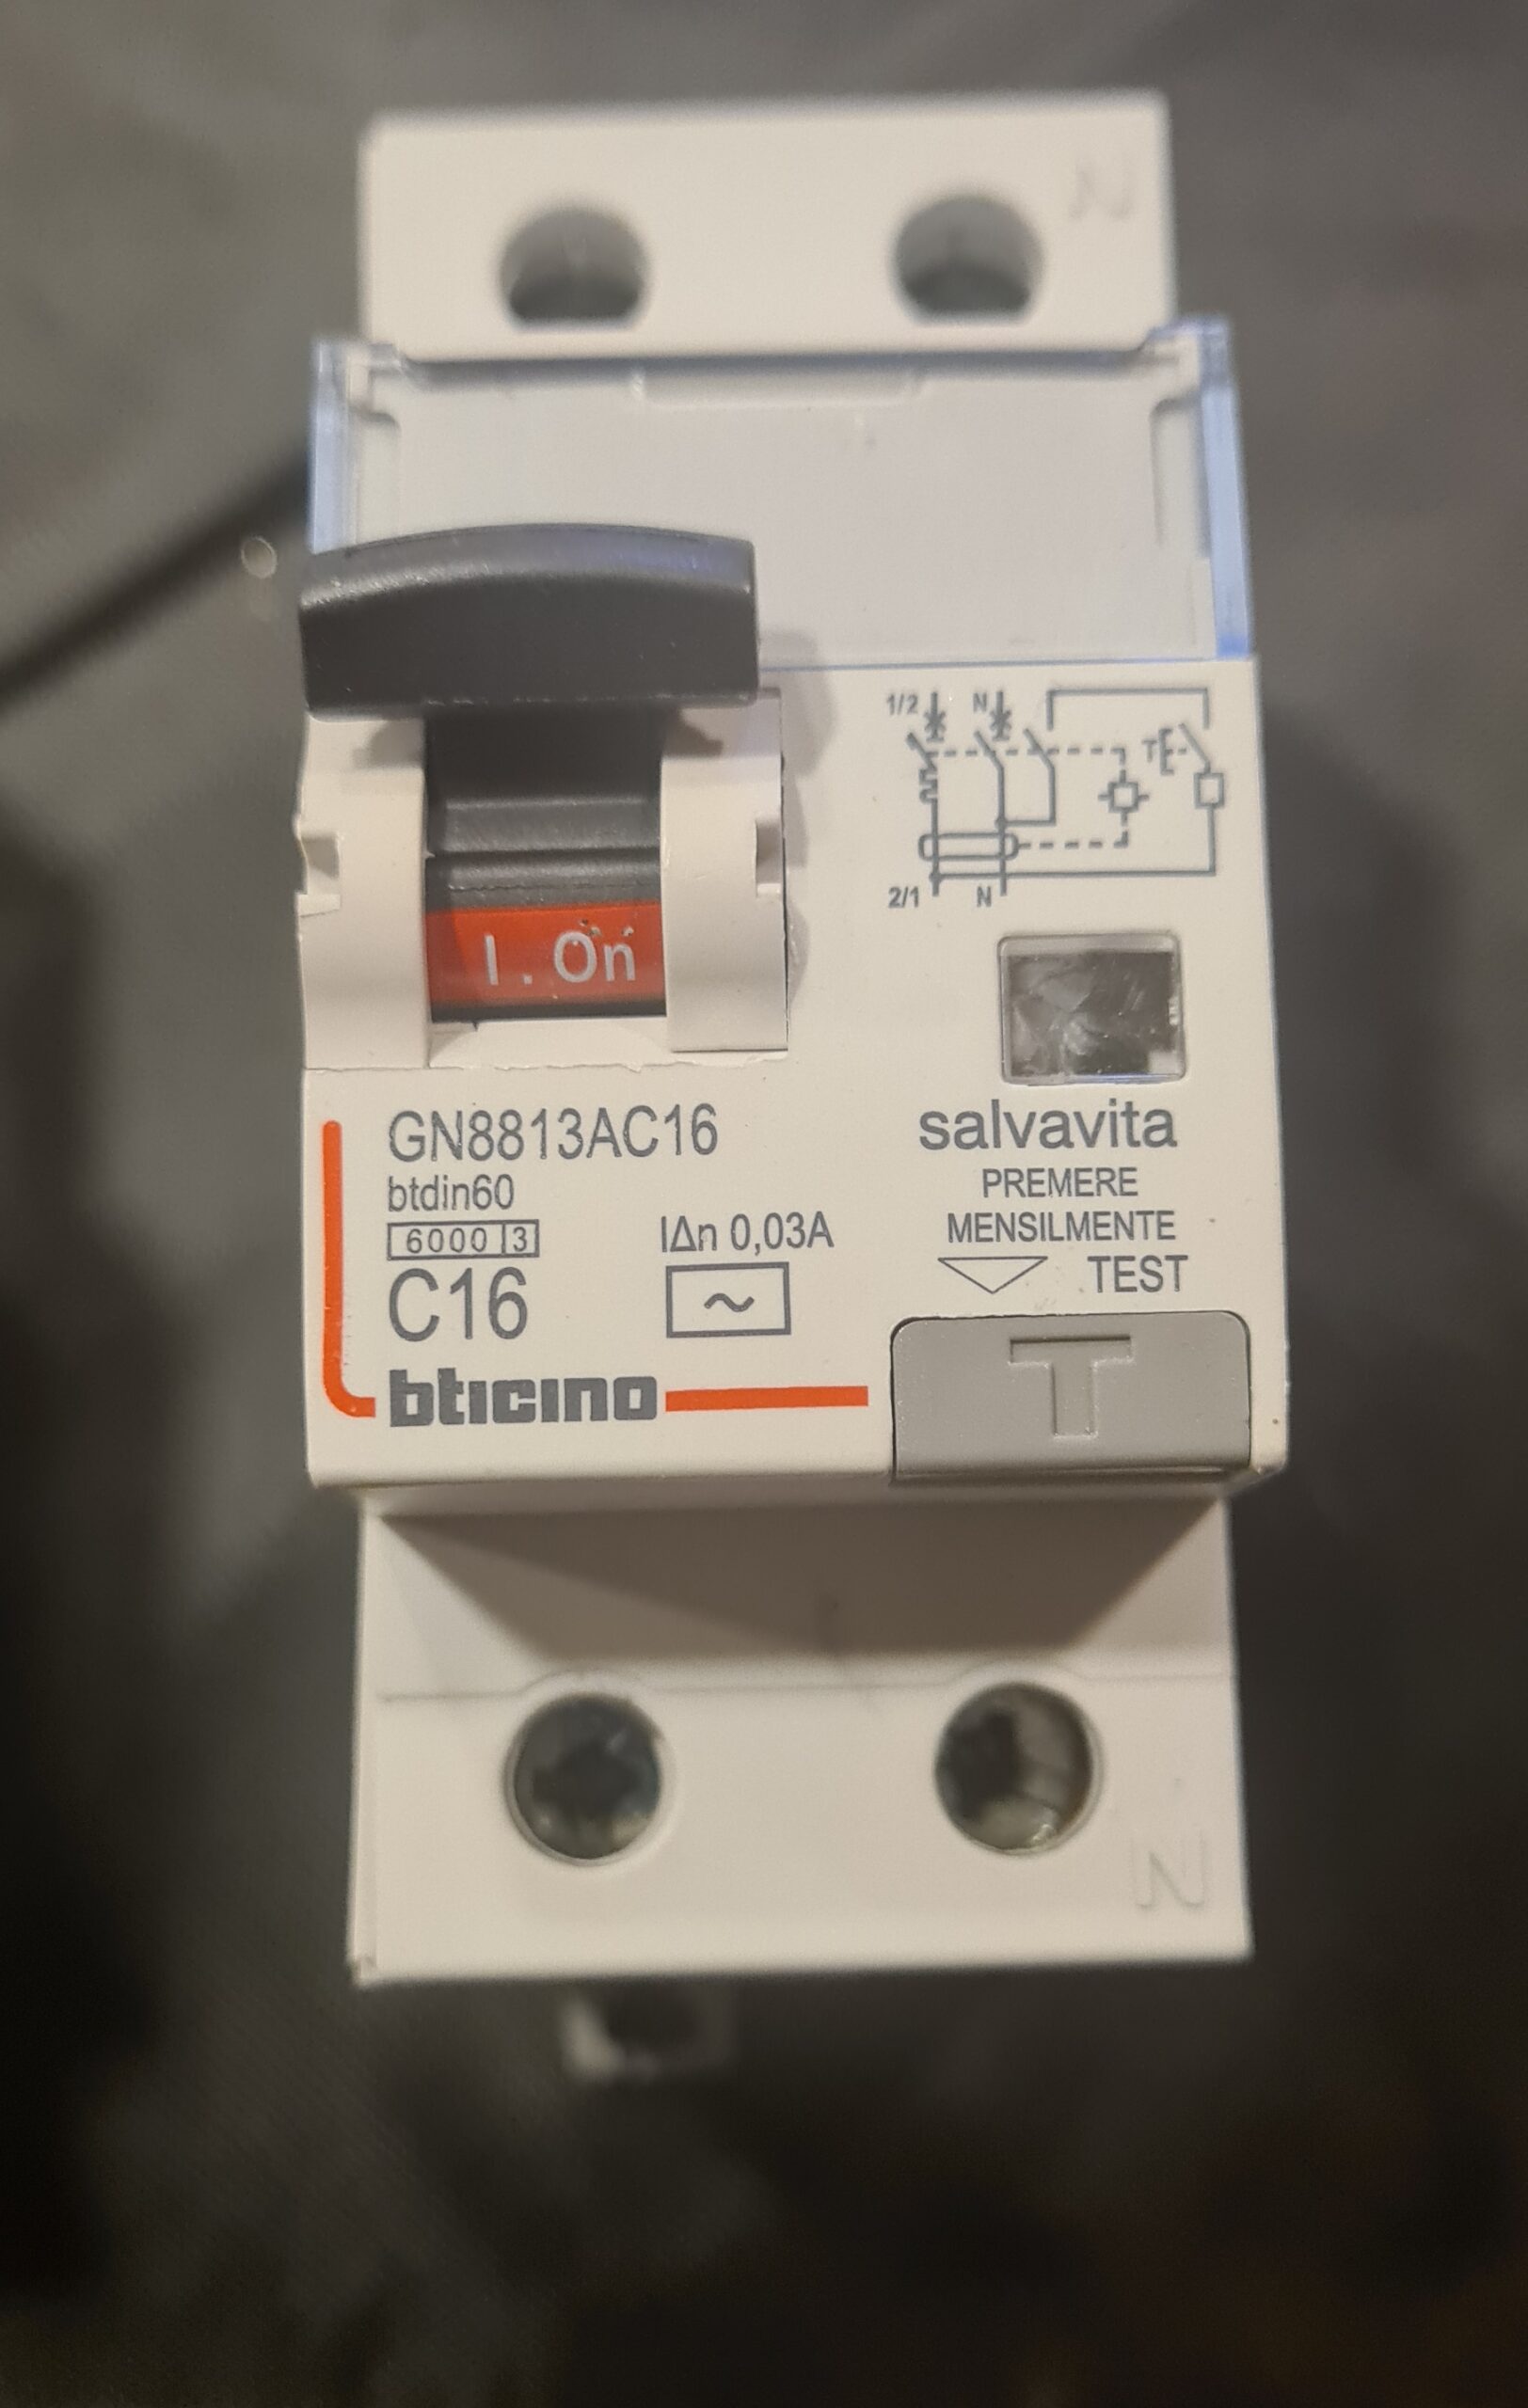 N
1/2 N
T
2/1 N
I . On
GN8813AC16
btdin60
6000 3
C16
IΔn 0,03A
~
bticino
salvavita
PREMERE
MENSILMENTE
TEST
T
N